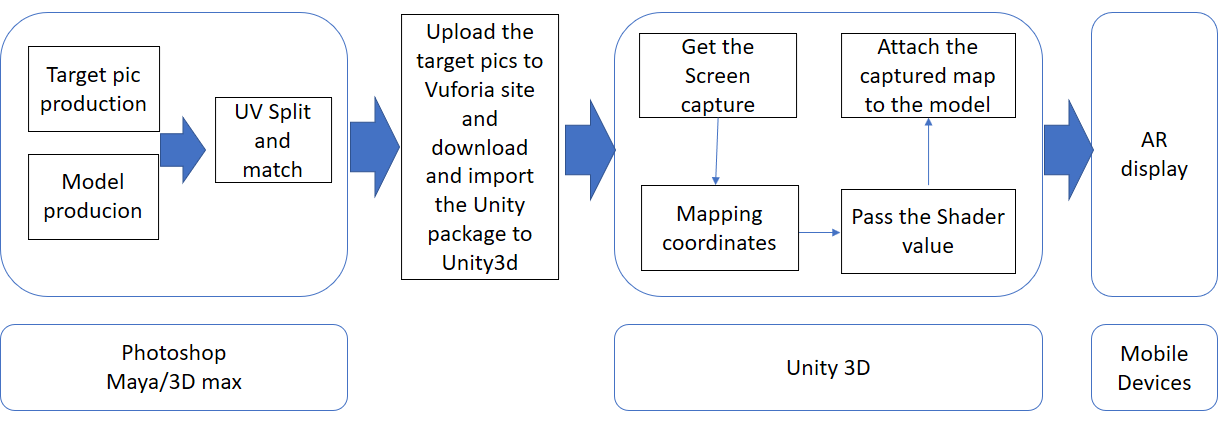 Target pic
production
Model
producion
UV Split
and
match
Upload the
target pics to
Vuforia site
and
download
and import
the Unity
package to
Unity3d
Get the
Screen
capture
Mapping
coordinates
Pass the Shader
value
Attach the
captured map
to the model
AR
display
Photoshop
Maya/3D max
Unity 3D
Mobile
Devices